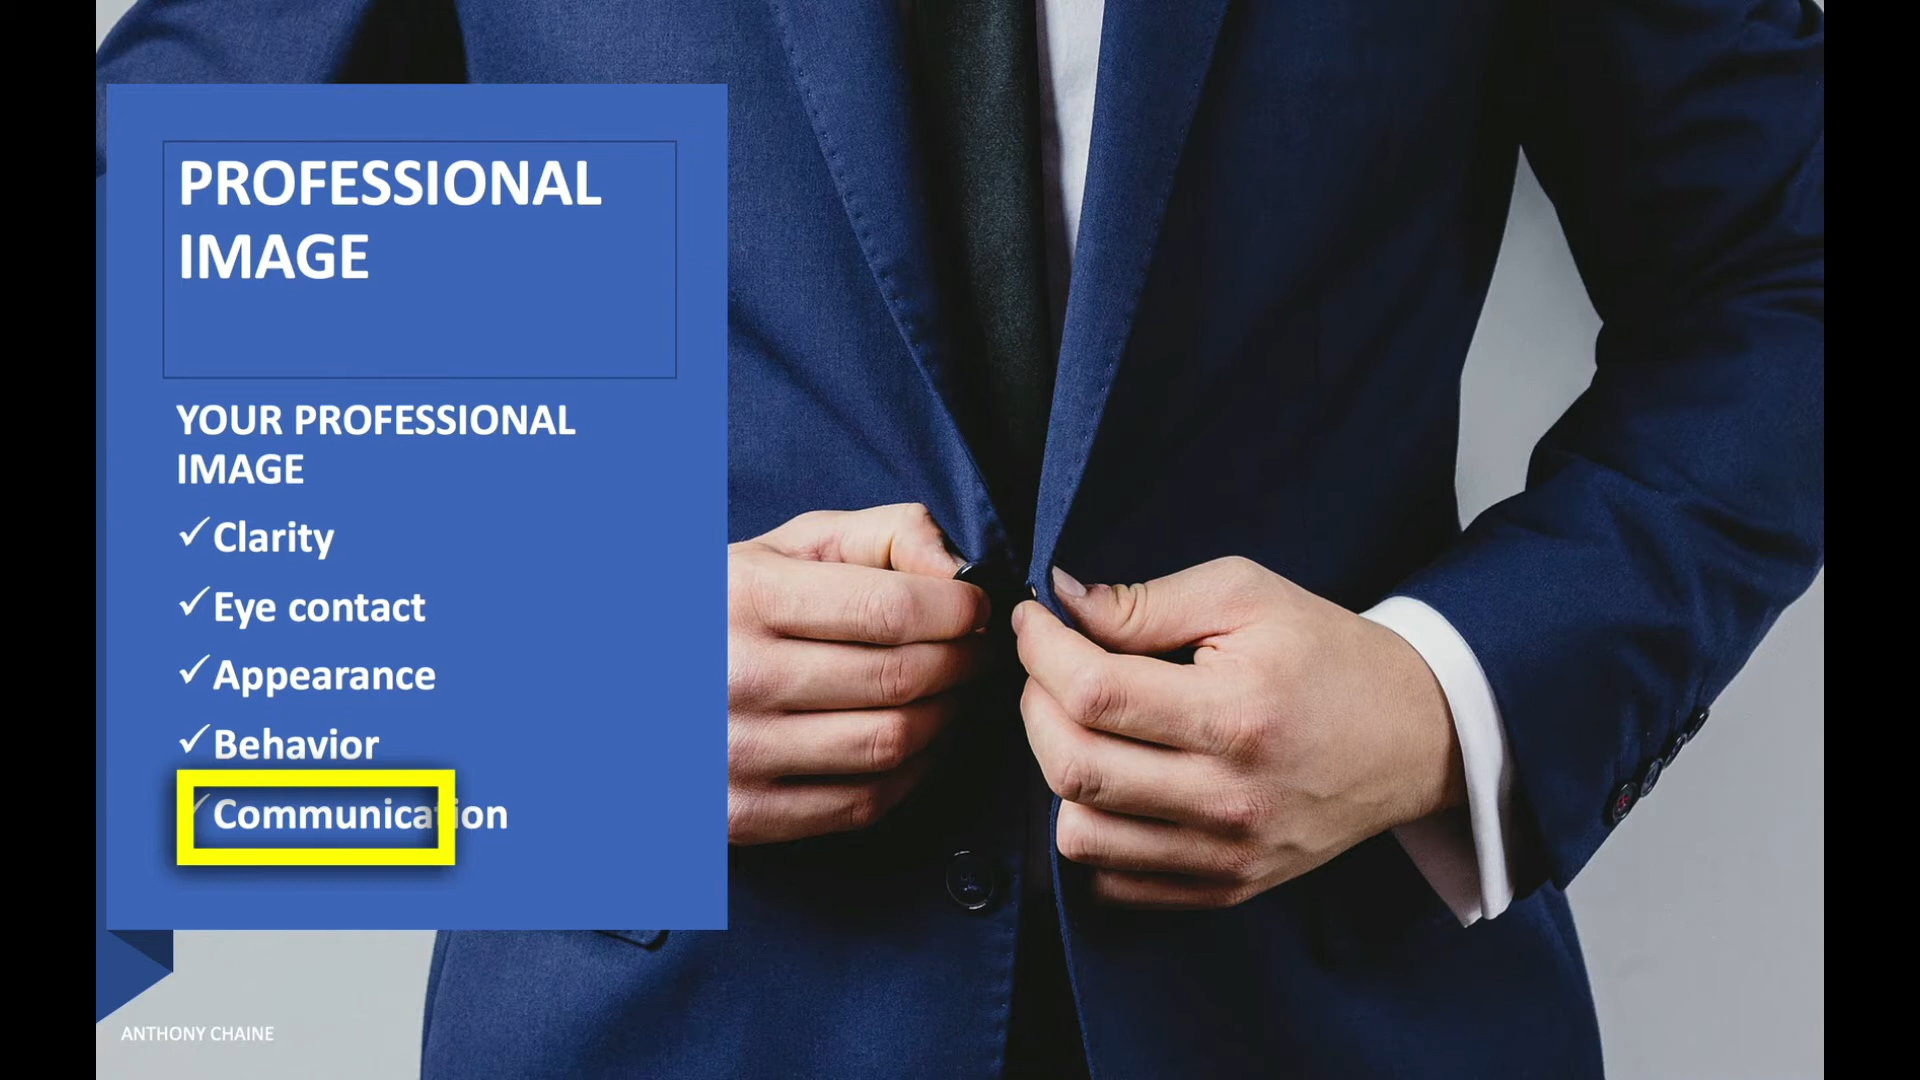 PROFESSIONAL
IMAGE
YOUR PROFESSIONAL
IMAGE
✓Clarity
✓Eye contact
✓Appearance
✓Behavior
✓Communication
ANTHONY CHAINE